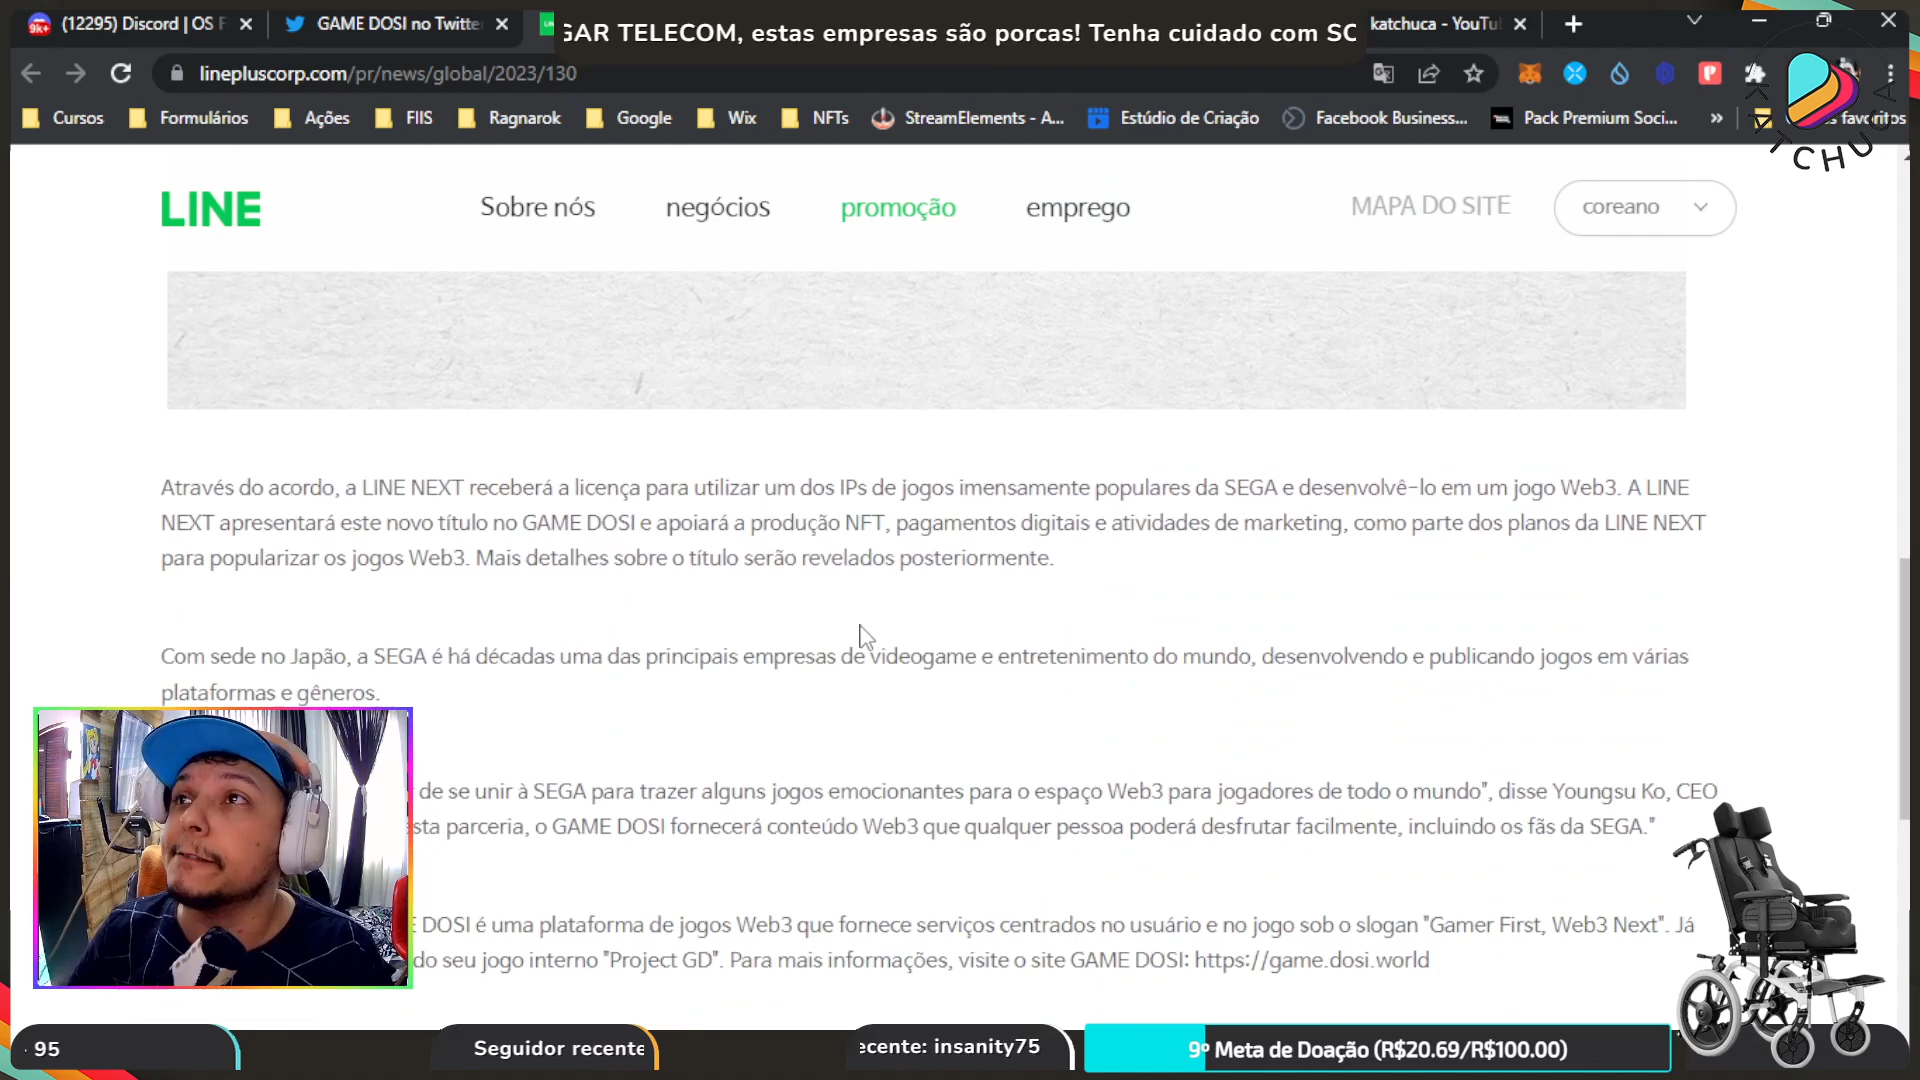 (12295) Discord | OS F
GAME DOSI no Twitte
GAR TELECOM, estas empresas são porcas! Tenha cuidado com SC
katchuca - YouTu
linepluscorp.com/pr/news/global/2023/130
Cursos
Formulários
Ações
FIIS
Ragnarok
Google
Wix
NFTs
StreamElements - A...
Estúdio de Criação
Facebook Business...
Pack Premium Soci...
»
s favoritos
LINE
Sobre nós
negócios
promoção
emprego
MAPA DO SITE
coreano
Através do acordo, a LINE NEXT receberá a licença para utilizar um dos IPs de jogos imensamente populares da SEGA e desenvolvê-lo em um jogo Web3. A LINE
NEXT apresentará este novo título no GAME DOSI e apoiará a produção NFT, pagamentos digitais e atividades de marketing, como parte dos planos da LINE NEXT
para popularizar os jogos Web3. Mais detalhes sobre o título serão revelados posteriormente.
Com sede no Japão, a SEGA é há décadas uma das principais empresas de videogame e entretenimento do mundo, desenvolvendo e publicando jogos em várias
plataformas e gêneros.
de se unir à SEGA para trazer alguns jogos emocionantes para o espaço Web3 para jogadores de todo o mundo", disse Youngsu Ko, CEO
sta parceria, o GAME DOSI fornecerá conteúdo Web3 que qualquer pessoa poderá desfrutar facilmente, incluindo os fãs da SEGA."
E DOSI é uma plataforma de jogos Web3 que fornece serviços centrados no usuário e no jogo sob o slogan "Gamer First, Web3 Next". Já
do seu jogo interno "Project GD". Para mais informações, visite o site GAME DOSI: https://game.dosi.world
95
Seguidor recente
ecente: insanity75
9º Meta de Doação (R$20.69/R$100.00)